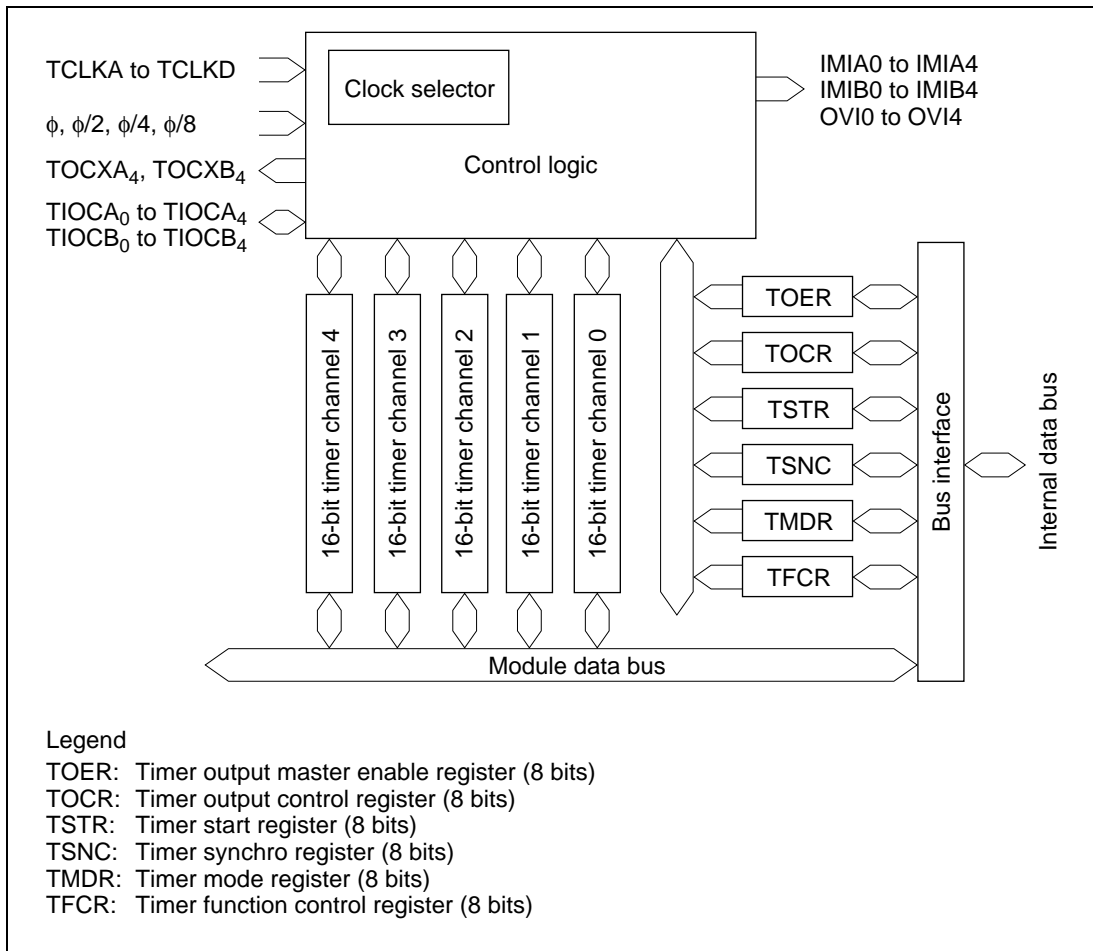 TCLKA to TCLKD
ϕ, ϕ/2, ϕ/4, ϕ/8
TOCXA₄, TOCXB₄
TIOCA₀ to TIOCA₄
TIOCB₀ to TIOCB₄
Clock selector
Control logic
IMIA0 to IMIA4
IMIB0 to IMIB4
OVI0 to OVI4
16-bit timer channel 4
16-bit timer channel 3
16-bit timer channel 2
16-bit timer channel 1
16-bit timer channel 0
TOER
TOCR
TSTR
TSNC
TMDR
TFCR
Bus interface
Internal data bus
Module data bus
Legend
TOER: Timer output master enable register (8 bits)
TOCR: Timer output control register (8 bits)
TSTR: Timer start register (8 bits)
TSNC: Timer synchro register (8 bits)
TMDR: Timer mode register (8 bits)
TFCR: Timer function control register (8 bits)